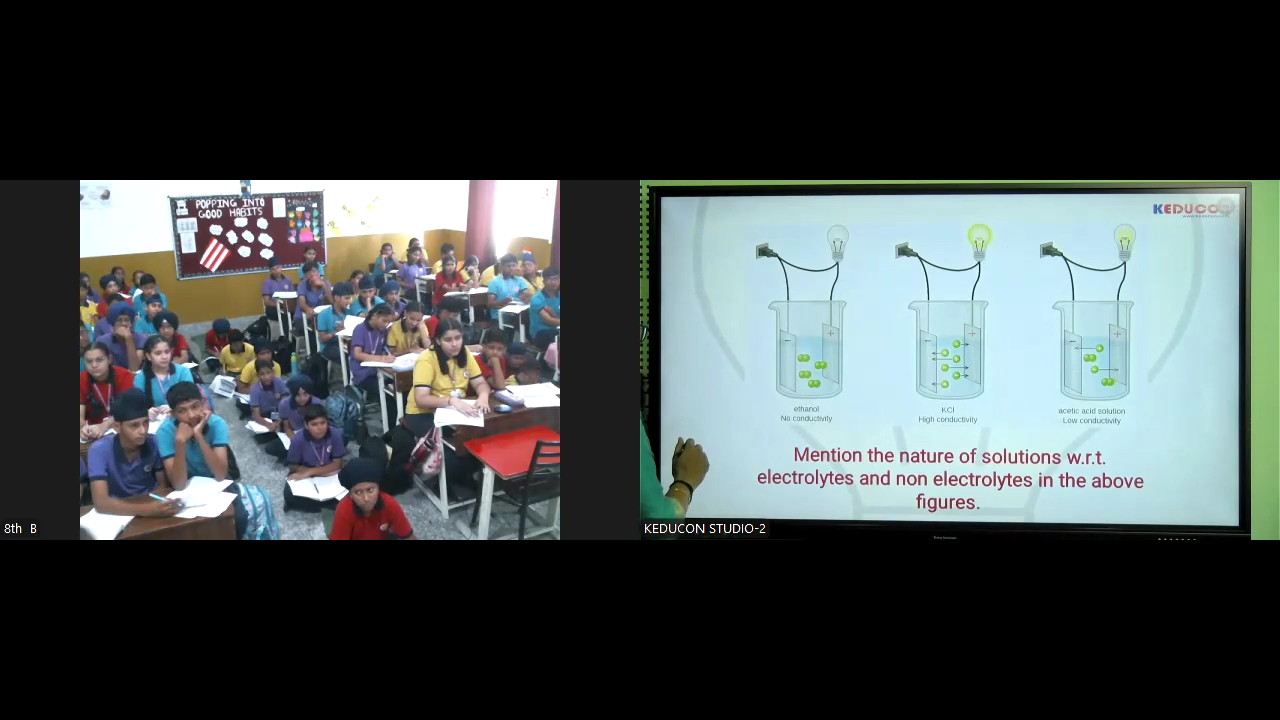 POPPING INTO
GOOD HABITS
8th B
KEDUCON
ethanol
No conductivity
KCl
High conductivity
acetic acid solution
Low conductivity
Mention the nature of solutions w.r.t.
electrolytes and non electrolytes in the above
figures.
KEDUCON STUDIO-2